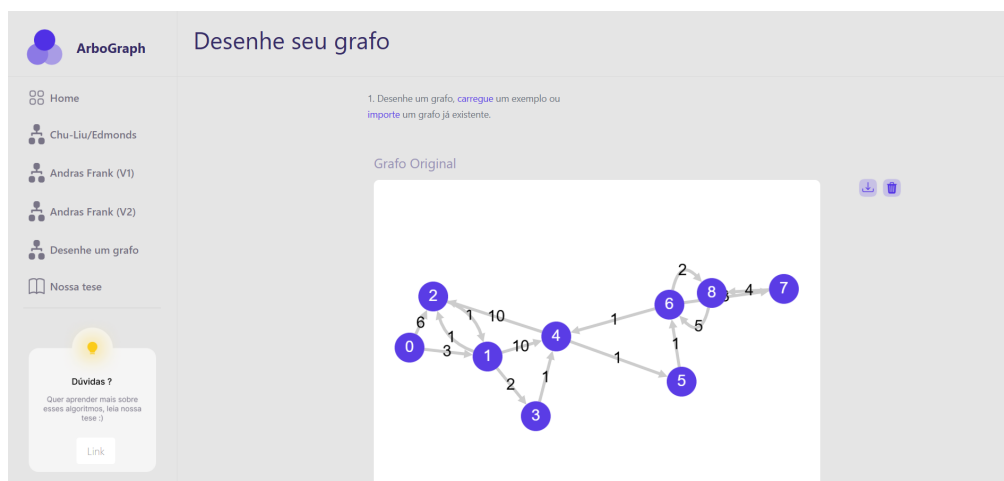 ArboGraph
Desenhe seu grafo
Home
Chu-Liu/Edmonds
Andras Frank (V1)
Andras Frank (V2)
Desenhe um grafo
Nossa tese
Dúvidas ?
Quer aprender mais sobre
esses algoritmos, leia nossa
tese :)
Link
1. Desenhe um grafo, carregue um exemplo ou
importe um grafo já existente.
Grafo Original
2
2
8
4
7
6
6
1
10
1
5
0
3
1
1
10
4
1
1
2
1
5
3